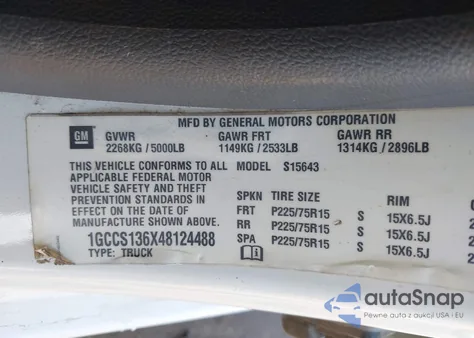 MFD BY GENERAL MOTORS CORPORATION
GM GVWR GAWR FRT GAWR RR
2268KG / 5000LB 1149KG / 2533LB 1314KG / 2896LB
THIS VEHICLE CONFORMS TO ALL MODEL S15643
APPLICABLE FEDERAL MOTOR
VEHICLE SAFETY AND THEFT SPKN TIRE SIZE RIM
PREVENTION STANDARDS IN FRT P225/75R15 S 15X6.5J
EFFECT ON THE DATE OF RR P225/75R15 S 15X6.5J
MANUFACTURE SHOWN ABOVE. SPA P225/75R15 S 15X6.5J
1GCCS136X48124488
TYPE: TRUCK
autoSnap
Pewne auta z aukcji USA i EU